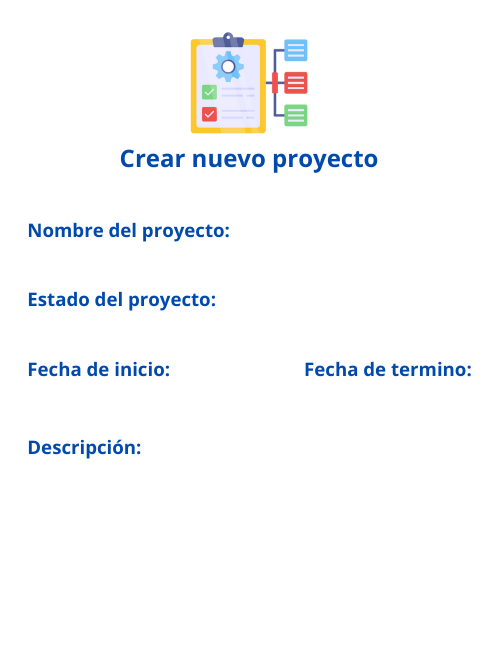 Crear nuevo proyecto
Nombre del proyecto:
Estado del proyecto:
Fecha de inicio: Fecha de termino:
Descripción: